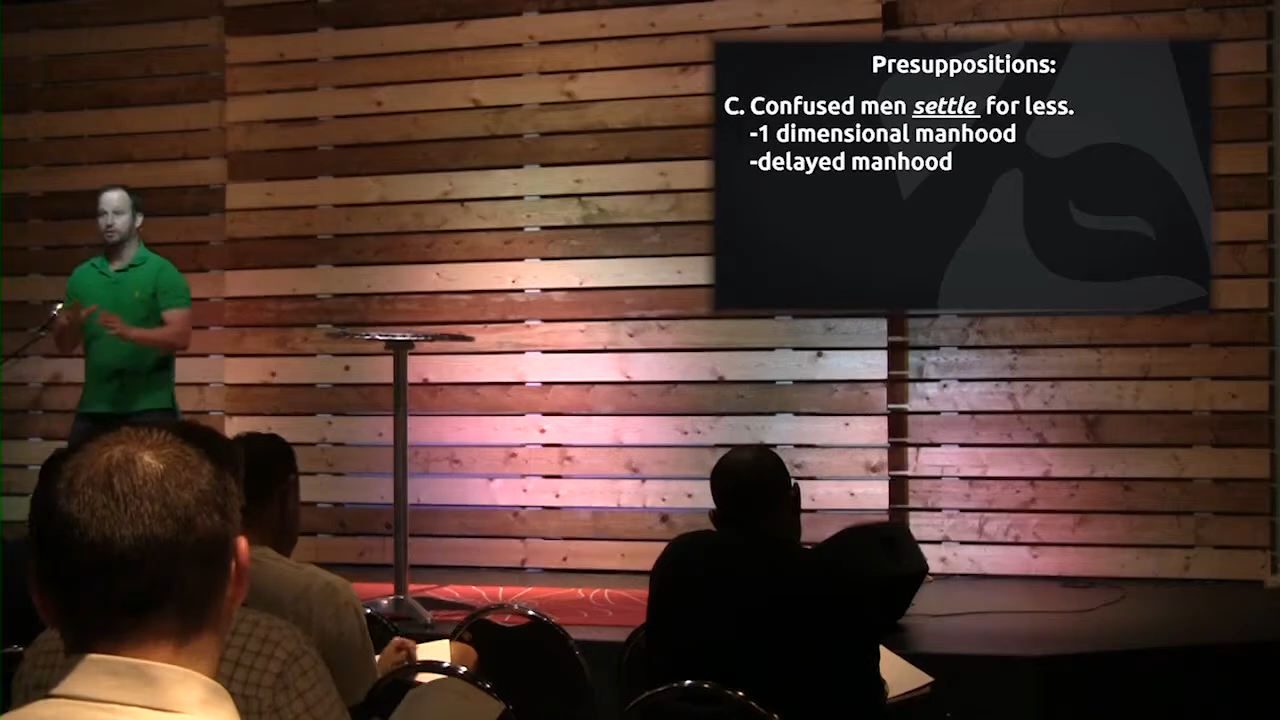 Presuppositions:
C. Confused men settle for less.
-1 dimensional manhood
-delayed manhood